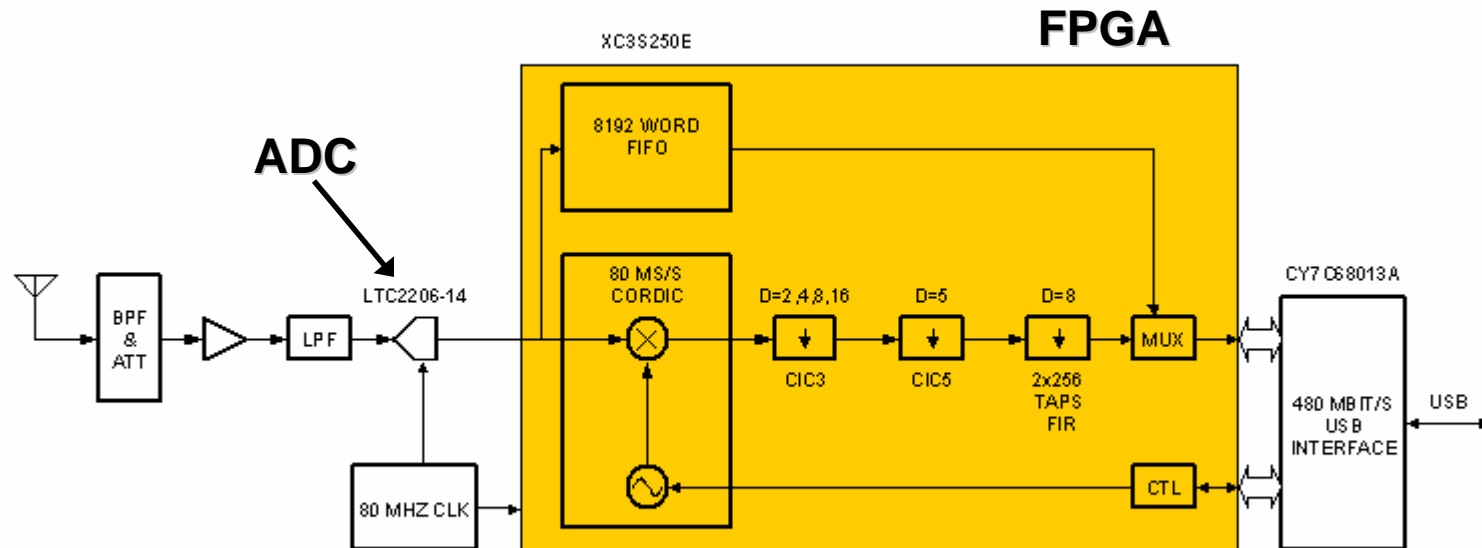 FPGA
XC3S250E
8192 WORD
FIFO
ADC
80 MS/S
CORDIC
LTC2206-14
D=2,4,8,16
D=5
D=8
CY7C68013A
BPF
&
ATT
LPF
MUX
CIC3
CIC5
2x256
TAPS
FIR
480 MBIT/S
USB
INTERFACE
USB
80 MHZ CLK
CTL